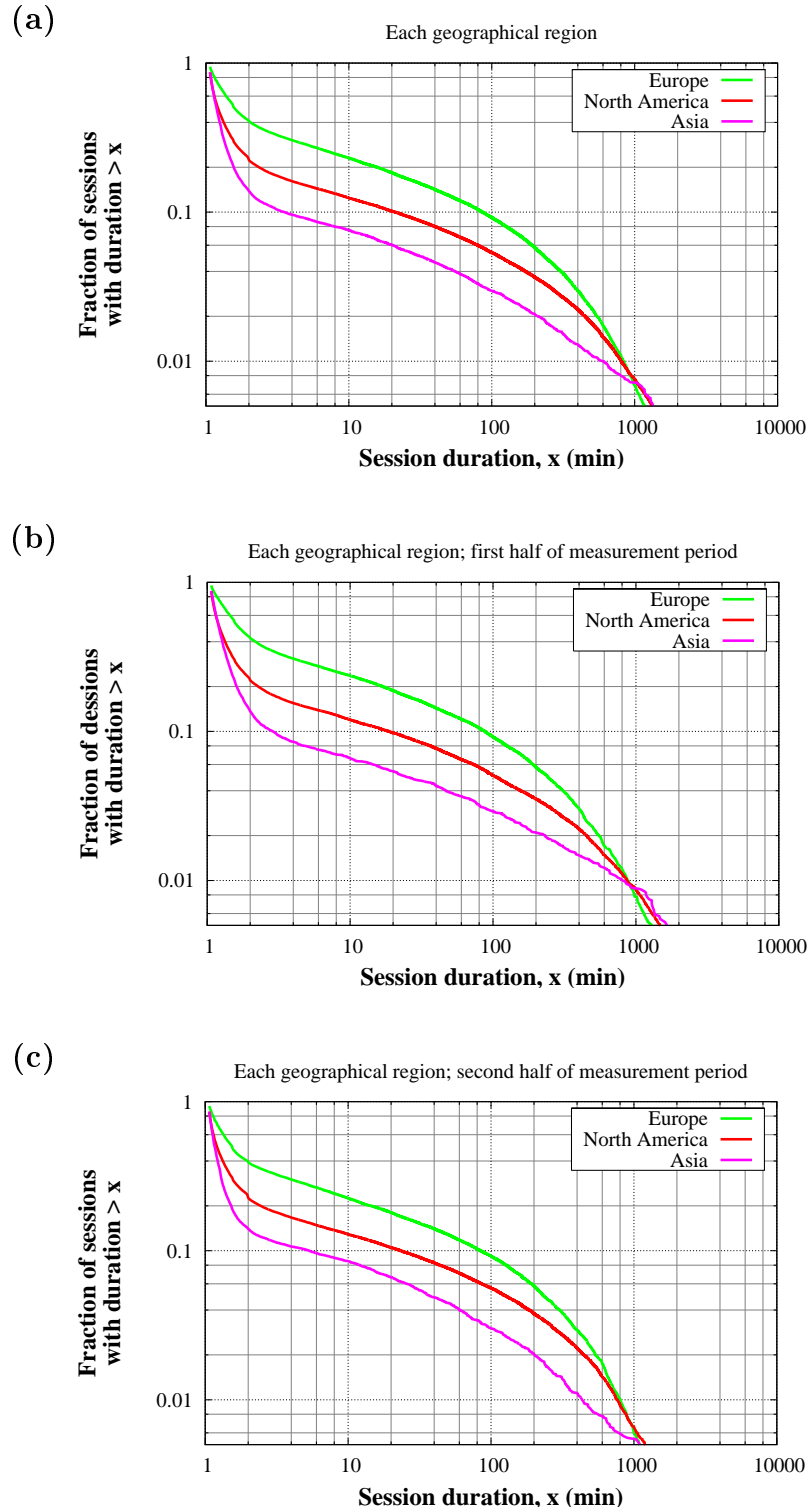 (a)
Each geographical region
Fraction of sessions
with duration > x
1
0.1
0.01
Europe
North America
Asia
1 10 100 1000 10000
Session duration, x (min)
(b)
Each geographical region; first half of measurement period
Fraction of dessions
with duration > x
1
0.1
0.01
Europe
North America
Asia
1 10 100 1000 10000
Session duration, x (min)
(c)
Each geographical region; second half of measurement period
Fraction of sessions
with duration > x
1
0.1
0.01
Europe
North America
Asia
1 10 100 1000 10000
Session duration, x (min)